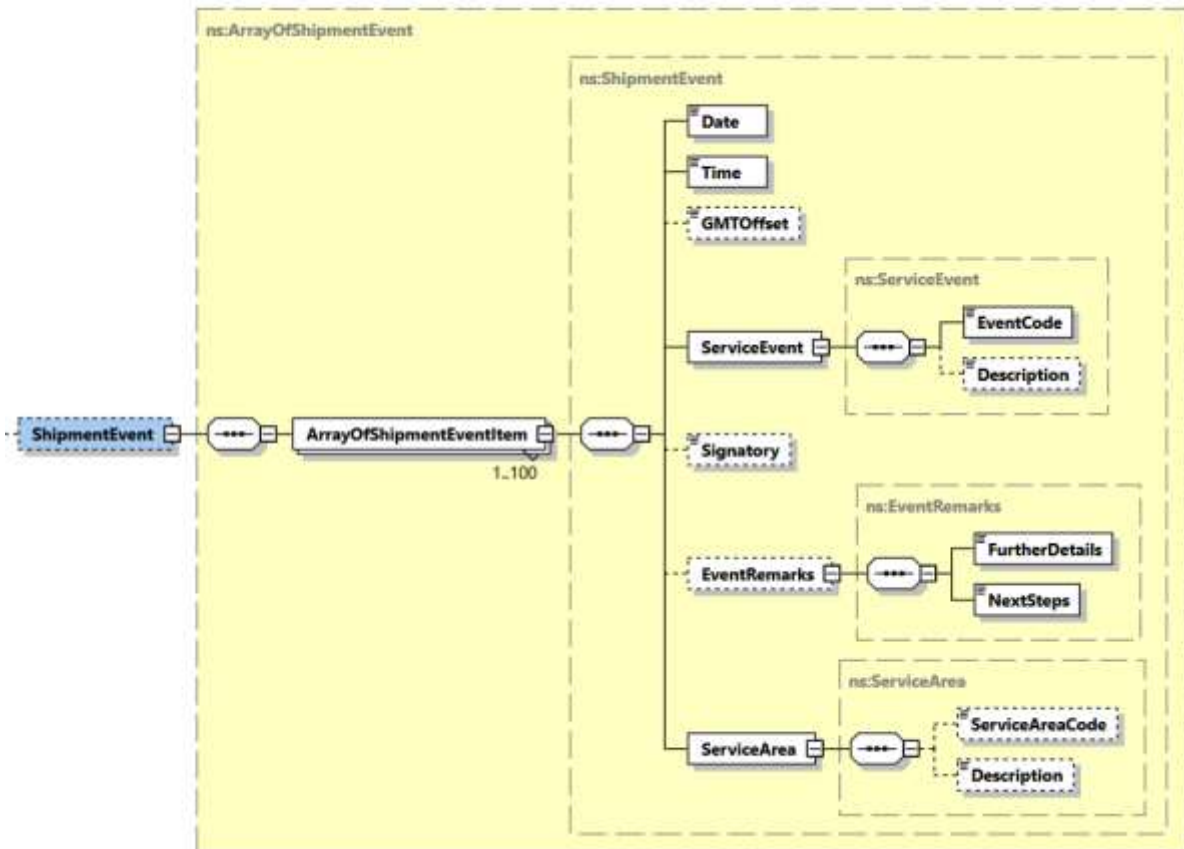 ns:ArrayOfShipmentEvent
ns:ShipmentEvent
Date
Time
GMTOffset
ns:ServiceEvent
EventCode
ServiceEvent
Description
ShipmentEvent
ArrayOfShipmentEventItem
1..100
Signatory
ns:EventRemarks
FurtherDetails
EventRemarks
NextSteps
ns:ServiceArea
ServiceAreaCode
ServiceArea
Description